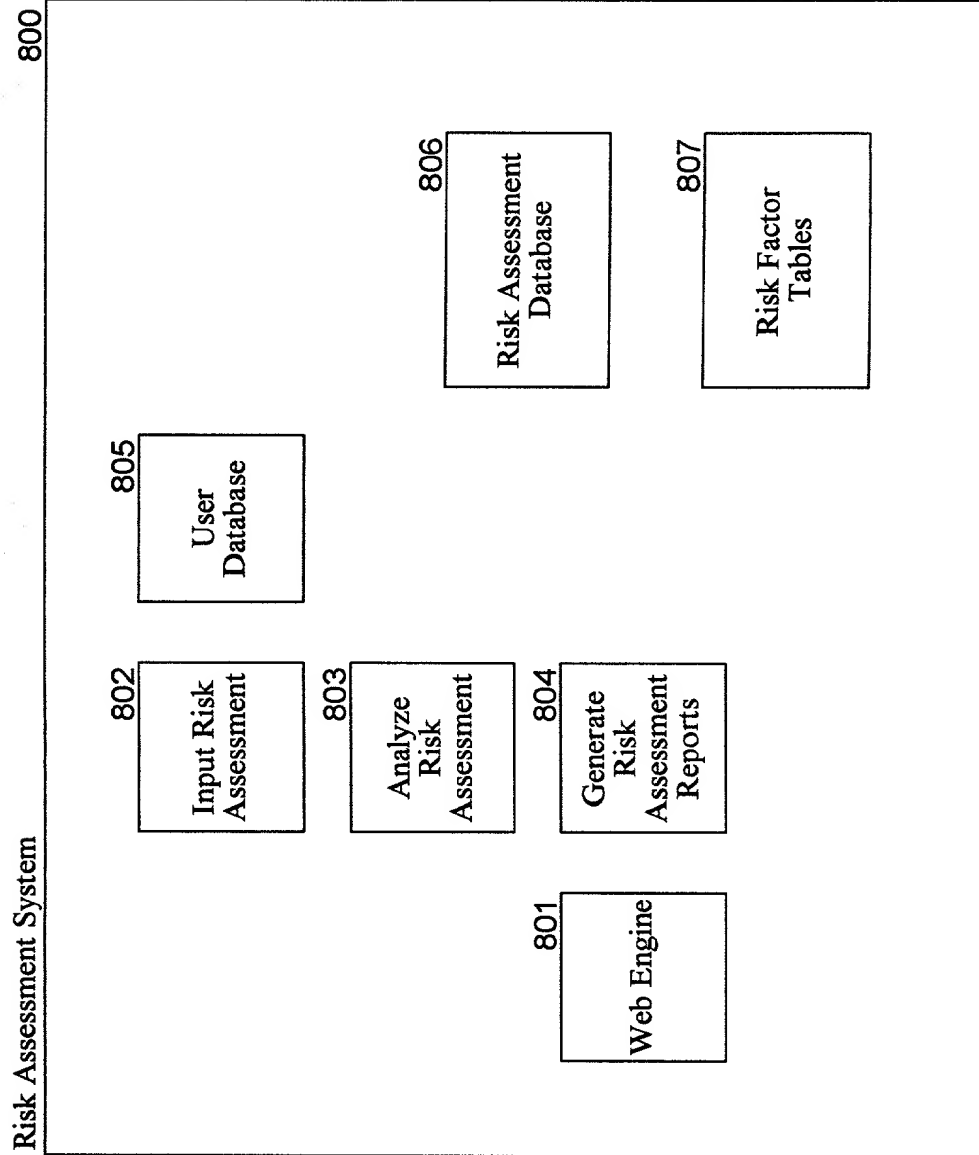 Risk Assessment System
800
801
Web Engine
802
Input Risk
Assessment
803
Analyze
Risk
Assessment
804
Generate
Risk
Assessment
Reports
805
User
Database
806
Risk Assessment
Database
807
Risk Factor
Tables